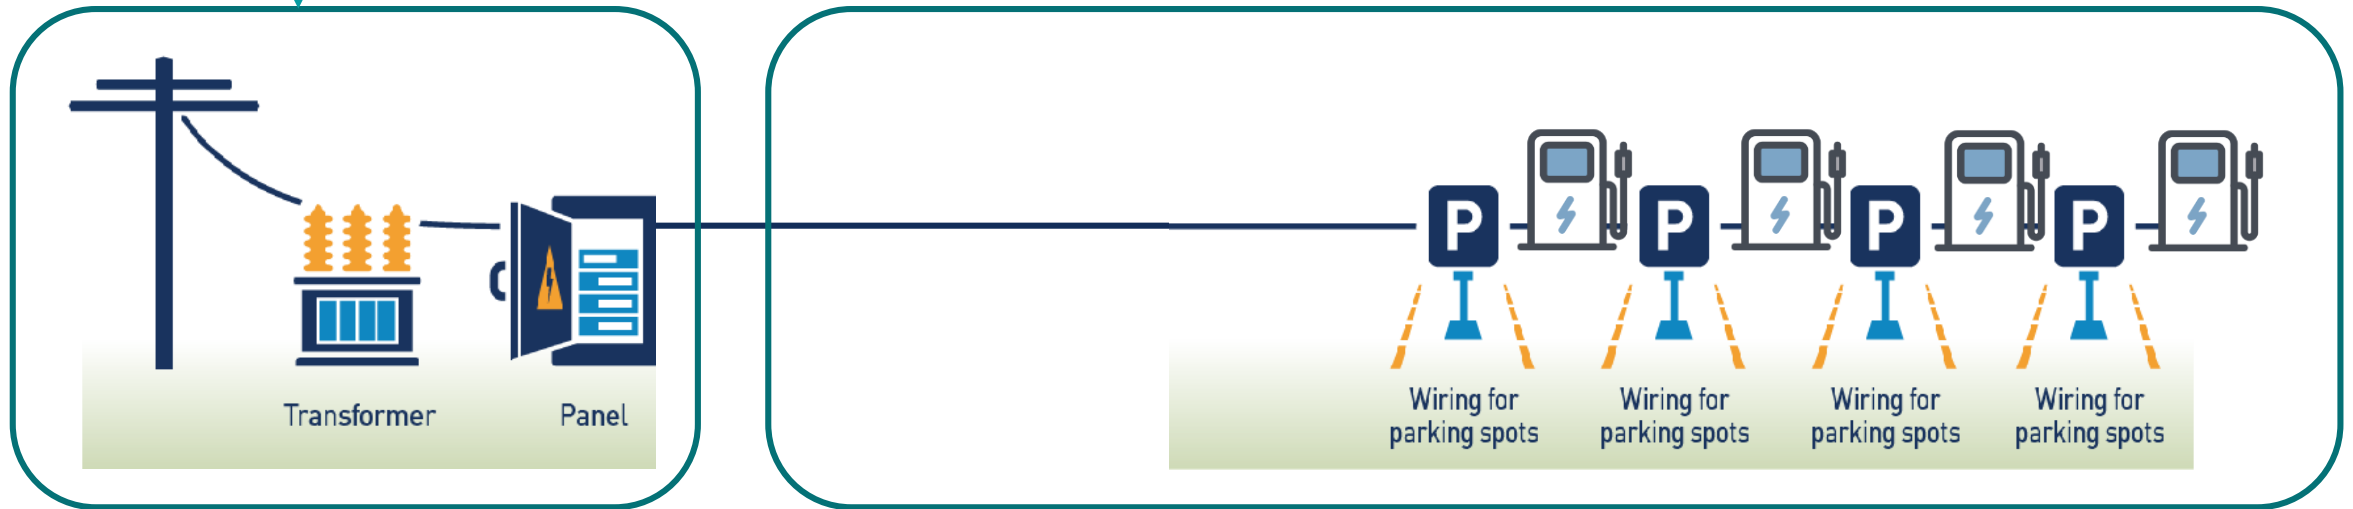 P
P
P
P
Transformer
Panel
Wiring for
parking spots
Wiring for
parking spots
Wiring for
parking spots
Wiring for
parking spots